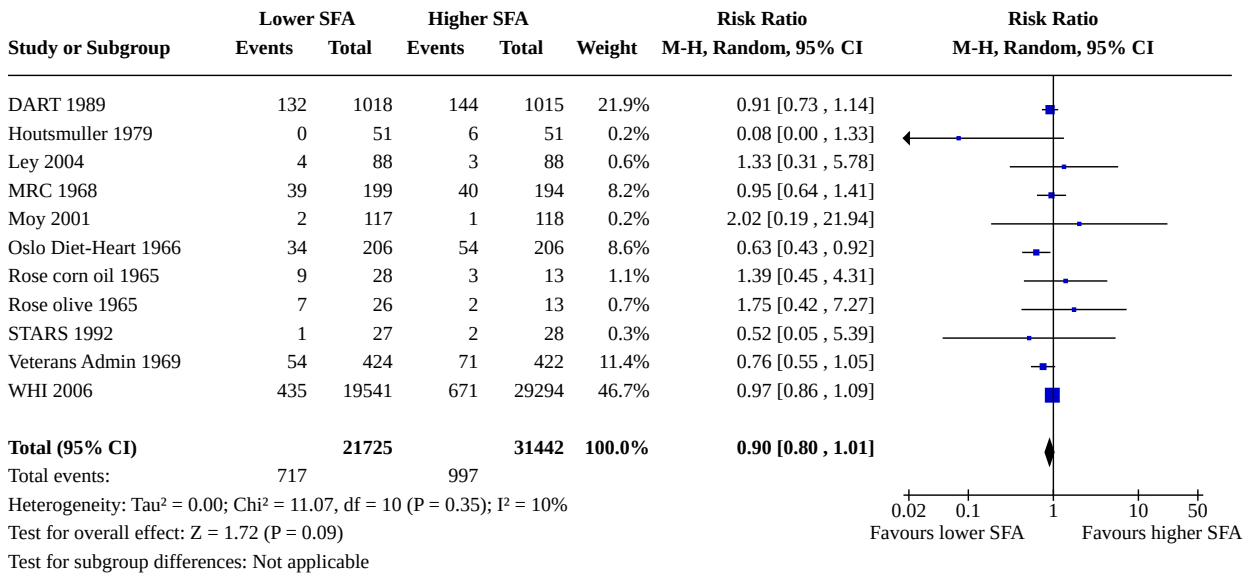 Lower SFA Higher SFA Risk Ratio Risk Ratio
Study or Subgroup Events Total Events Total Weight M-H, Random, 95% CI M-H, Random, 95% CI
DART 1989 132 1018 144 1015 21.9% 0.91 [0.73 , 1.14]
Houtsmuller 1979 0 51 6 51 0.2% 0.08 [0.00 , 1.33]
Ley 2004 4 88 3 88 0.6% 1.33 [0.31 , 5.78]
MRC 1968 39 199 40 194 8.2% 0.95 [0.64 , 1.41]
Moy 2001 2 117 1 118 0.2% 2.02 [0.19 , 21.94]
Oslo Diet-Heart 1966 34 206 54 206 8.6% 0.63 [0.43 , 0.92]
Rose corn oil 1965 9 28 3 13 1.1% 1.39 [0.45 , 4.31]
Rose olive 1965 7 26 2 13 0.7% 1.75 [0.42 , 7.27]
STARS 1992 1 27 2 28 0.3% 0.52 [0.05 , 5.39]
Veterans Admin 1969 54 424 71 422 11.4% 0.76 [0.55 , 1.05]
WHI 2006 435 19541 671 29294 46.7% 0.97 [0.86 , 1.09]
Total (95% CI) 21725 31442 100.0% 0.90 [0.80 , 1.01]
Total events: 717 997
Heterogeneity: Tau² = 0.00; Chi² = 11.07, df = 10 (P = 0.35); I² = 10%
0.02 0.1 1 10 50
Test for overall effect: Z = 1.72 (P = 0.09) Favours lower SFA Favours higher SFA
Test for subgroup differences: Not applicable